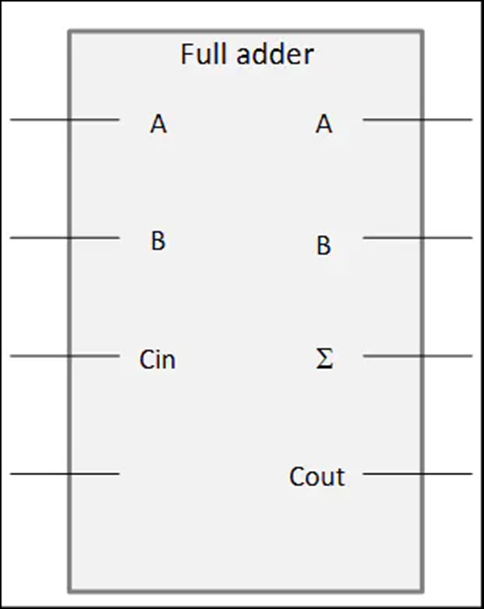 Full adder
A A
B B
Cin Σ
Cout